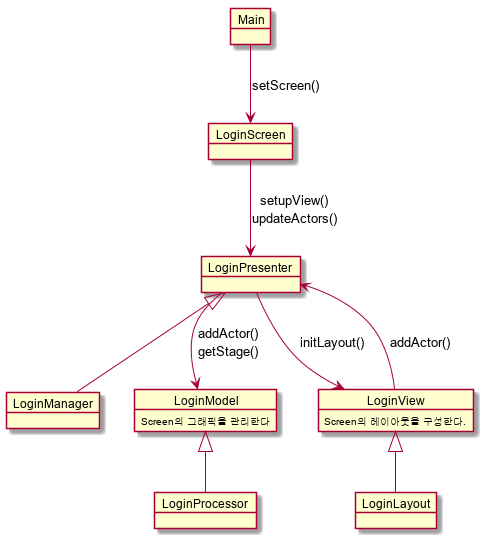 Main
setScreen()
LoginScreen
setupView()
updateActors()
LoginPresenter
addActor()
getStage()
initLayout()
addActor()
LoginManager
LoginModel
Screen의 그래픽을 관리한다
LoginView
Screen의 레이아웃을 구성한다.
LoginProcessor
LoginLayout